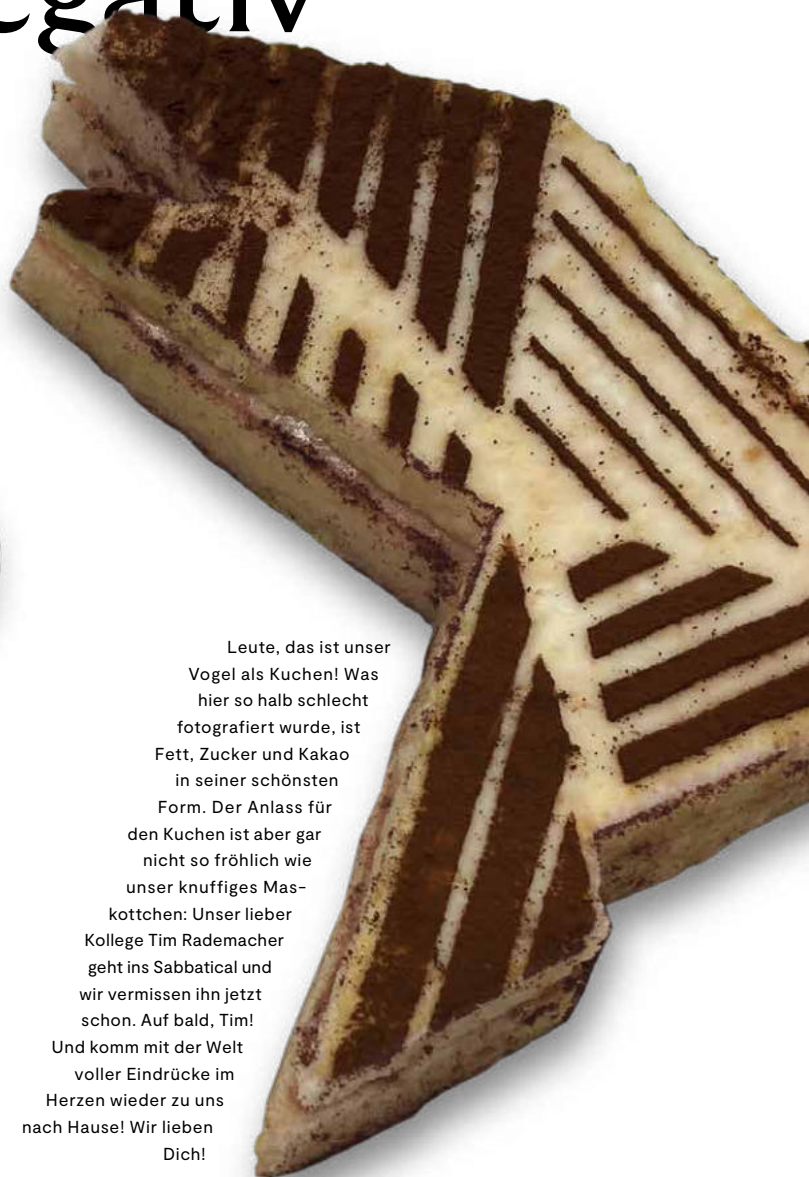 egativ
Leute, das ist unser
Vogel als Kuchen! Was
hier so halb schlecht
fotografiert wurde, ist
Fett, Zucker und Kakao
in seiner schönsten
Form. Der Anlass für
den Kuchen ist aber gar
nicht so fröhlich wie
unser knuffiges Mas-
kottchen: Unser lieber
Kollege Tim Rademacher
geht ins Sabbatical und
wir vermissen ihn jetzt
schon. Auf bald, Tim!
Und komm mit der Welt
voller Eindrücke im
Herzen wieder zu uns
nach Hause! Wir lieben
Dich!